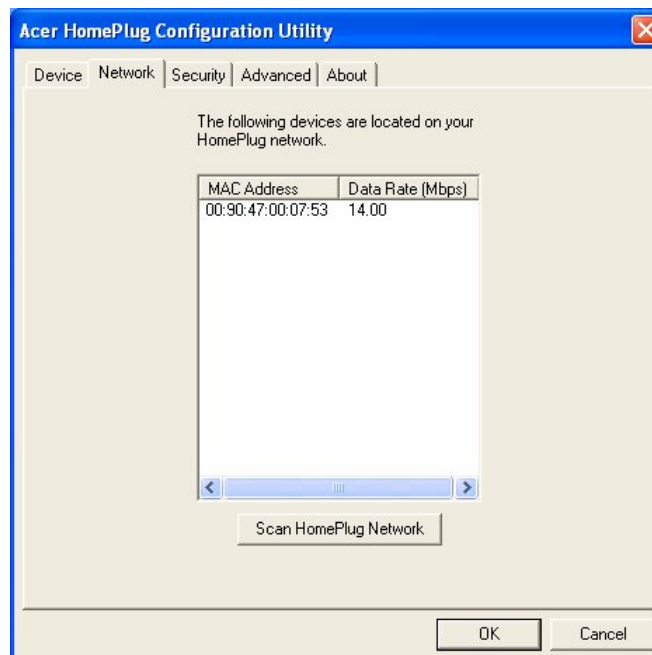 Acer HomePlug Configuration Utility
Device Network Security Advanced About
The following devices are located on your
HomePlug network.
MAC Address Data Rate (Mbps)
00:90:47:00:07:53 14.00
Scan HomePlug Network
OK Cancel